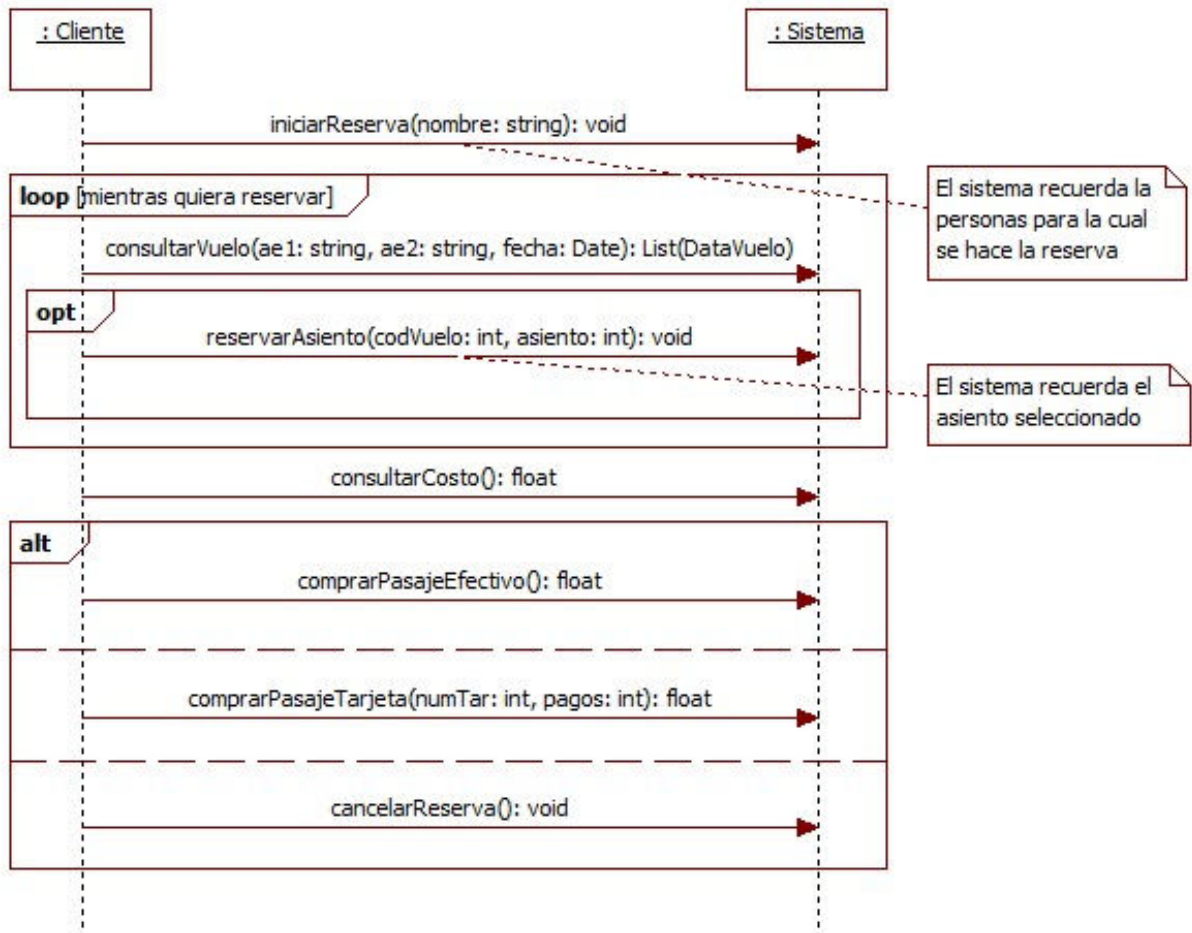 : Cliente
: Sistema
iniciarReserva(nombre: string): void
El sistema recuerda la
personas para la cual
se hace la reserva
loop [mientras quiera reservar]
consultarVuelo(ae1: string, ae2: string, fecha: Date): List(DataVuelo)
opt
reservarAsiento(codVuelo: int, asiento: int): void
El sistema recuerda el
asiento seleccionado
consultarCosto(): float
alt
comprarPasajeEfectivo(): float
comprarPasajeTarjeta(numTar: int, pagos: int): float
cancelarReserva(): void